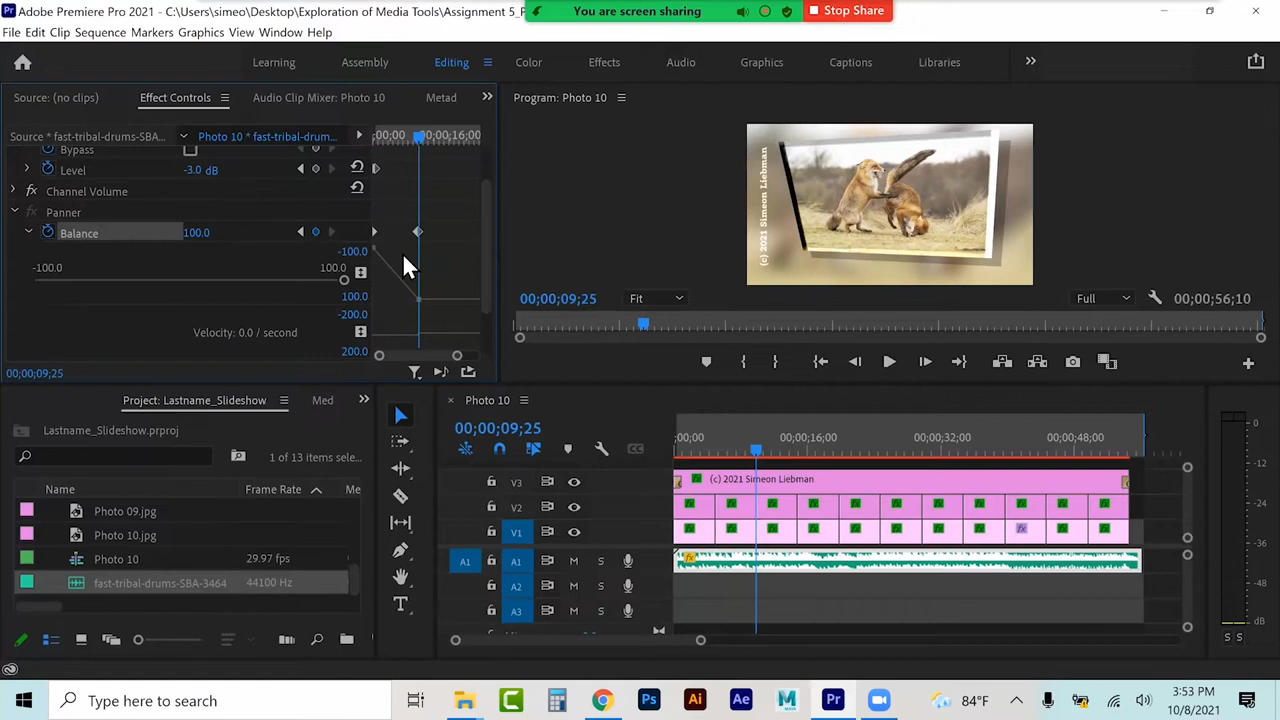 Adobe Premiere Pro 2021 - C:\Users\simeo\Desktop\Exploration of Media Tools\Assignment 5_P
You are screen sharing
Stop Share
File Edit Clip Sequence Markers Graphics View Window Help
Learning Assembly Editing Color Effects Audio Graphics Captions Libraries
Source: (no clips) Effect Controls Audio Clip Mixer: Photo 10 Metad
Program: Photo 10
Source * fast-tribal-drums-SBA... Photo 10 * fast-tribal-drum... ;00;00 00;00;16;00
Bypass
Level -3.0 dB
Channel Volume
Panner
Balance 100.0
-100.0
-100.0 100.0
100.0
-200.0
Velocity: 0.0 / second
200.0
00;00;09;25
(c) 2021 Simeon Liebman
00;00;09;25 Fit Full 00;00;56;10
Project: Lastname_Slideshow Med
Lastname_Slideshow.prproj
1 of 13 items sele...
Name Frame Rate Me
Photo 09.jpg
Photo 10.jpg
Photo 10 29.97 fps
fast-tribal-drums-SBA-3464 44100 Hz
Photo 10
00;00;09;25
;00;00 00;00;16;00 00;00;32;00 00;00;48;00
V3 (c) 2021 Simeon Liebman
V2
V1
A1 A1 M S
A2 M S
A3 M S
0
-12
-24
-36
-48
dB
S S
Type here to search
Ps Ai Ae M Pr
84°F
3:53 PM
10/8/2021